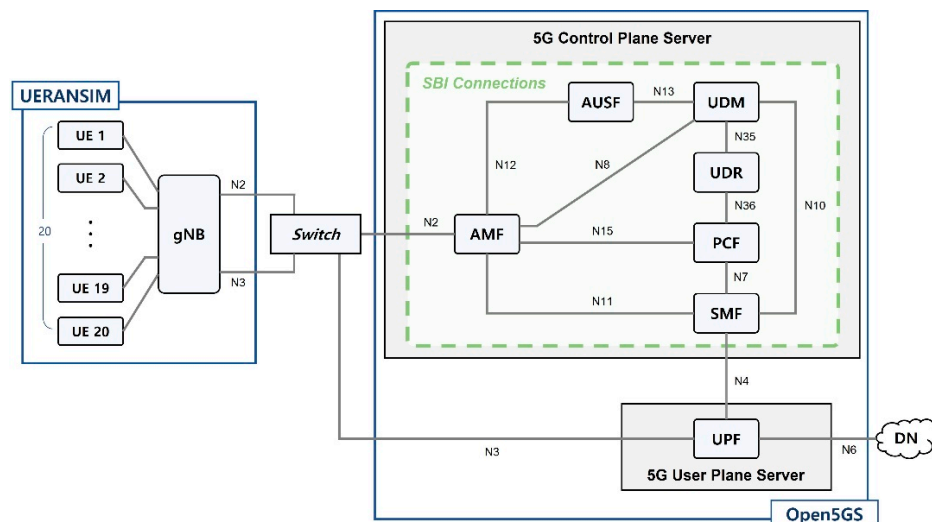 5G Control Plane Server
SBI Connections
UERANSIM
AUSF
N13
UDM
UE 1
N35
UE 2
N12
N8
UDR
N2
N36
N10
20
gNB
Switch
N2
AMF
N15
PCF
N3
N7
UE 19
N11
SMF
UE 20
N4
UPF
DN
N3
N6
5G User Plane Server
Open5GS